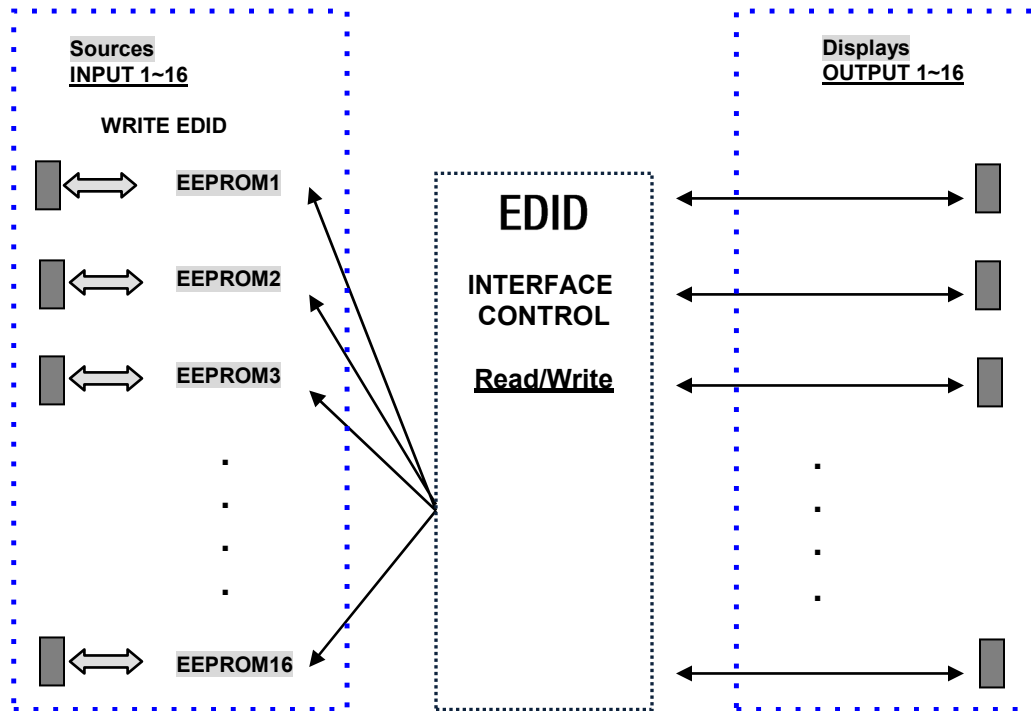 Sources
INPUT 1~16
WRITE EDID
EEPROM1
EEPROM2
EEPROM3
EEPROM16
EDID
INTERFACE
CONTROL
Read/Write
Displays
OUTPUT 1~16